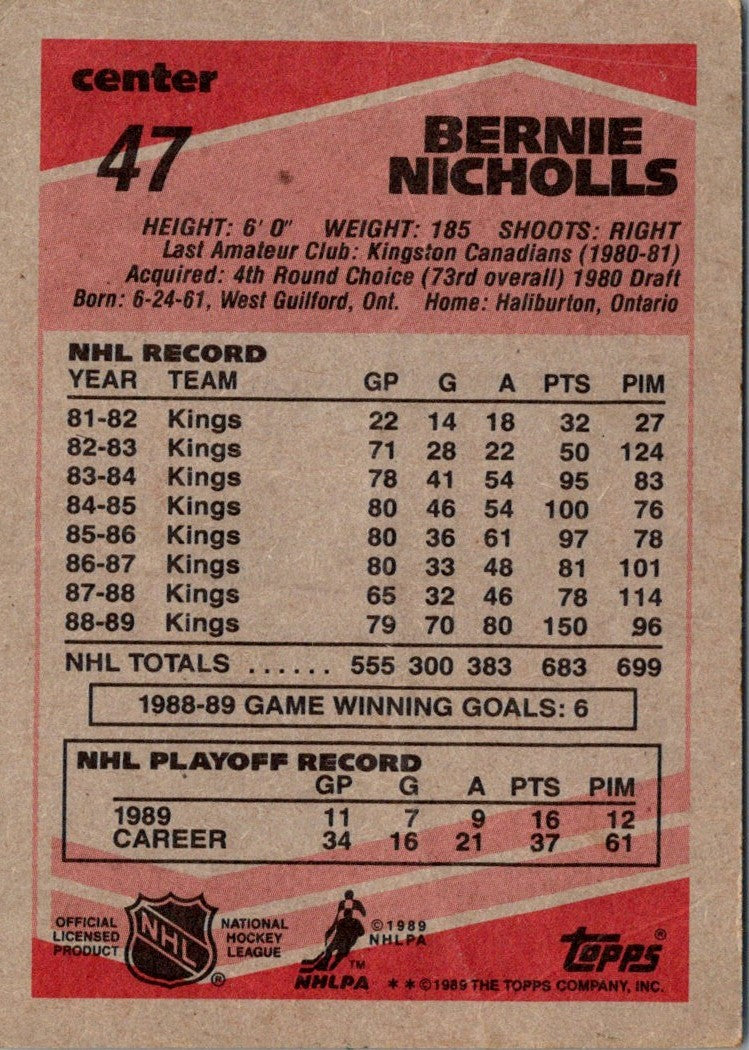 center
47
BERNIE
NICHOLLS
HEIGHT: 6' 0" WEIGHT: 185 SHOOTS: RIGHT
Last Amateur Club: Kingston Canadians (1980-81)
Acquired: 4th Round Choice (73rd overall) 1980 Draft
Born: 6-24-61, West Guilford, Ont. Home: Haliburton, Ontario
NHL RECORD
YEAR TEAM GP G A PTS PIM
81-82 Kings 22 14 18 32 27
82-83 Kings 71 28 22 50 124
83-84 Kings 78 41 54 95 83
84-85 Kings 80 46 54 100 76
85-86 Kings 80 36 61 97 78
86-87 Kings 80 33 48 81 101
87-88 Kings 65 32 46 78 114
88-89 Kings 79 70 80 150 96
NHL TOTALS ...... 555 300 383 683 699
1988-89 GAME WINNING GOALS: 6
NHL PLAYOFF RECORD
GP G A PTS PIM
1989 11 7 9 16 12
CAREER 34 16 21 37 61
OFFICIAL
LICENSED
PRODUCT
NHL
®
NATIONAL
HOCKEY
LEAGUE
©1989
NHLPA
TM
NHLPA
TOPPS®
**©1989 THE TOPPS COMPANY, INC.